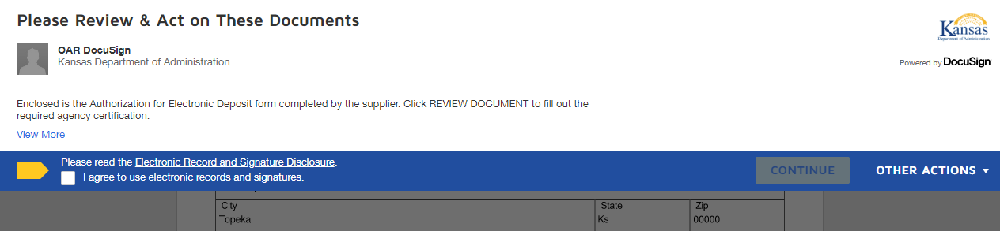 Please Review & Act on These Documents
Kansas
Department of Administration
OAR DocuSign
Kansas Department of Administration
Powered by DocuSign
Enclosed is the Authorization for Electronic Deposit form completed by the supplier. Click REVIEW DOCUMENT to fill out the
required agency certification.
View More
Please read the Electronic Record and Signature Disclosure.
I agree to use electronic records and signatures.
CONTINUE
OTHER ACTIONS
City State Zip
Topeka Ks 00000